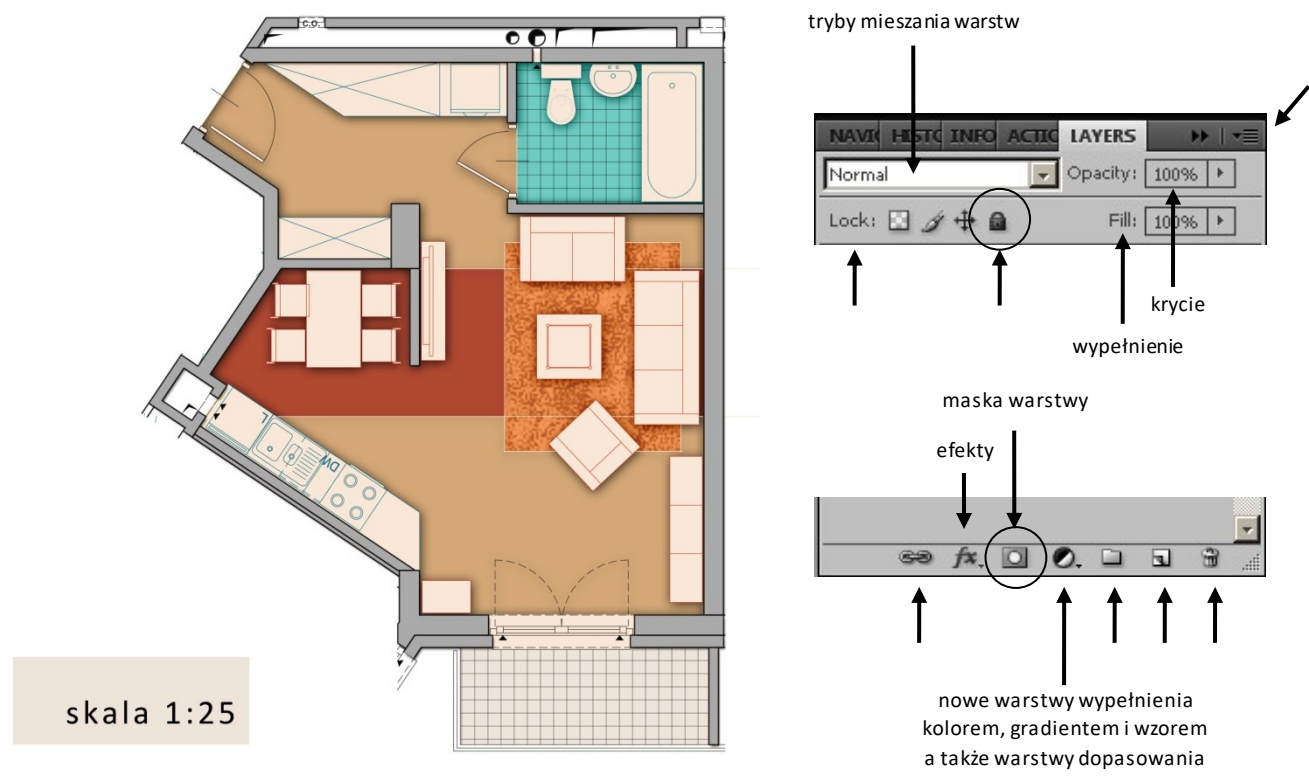 c.o.
L
DW
skala 1:25
tryby mieszania warstw
NAVI HISTO INFO ACTIO LAYERS
Normal Opacity: 100%
Lock: Fill: 100%
krycie
wypełnienie
maska warstwy
efekty
fx.
nowe warstwy wypełnienia
kolorem, gradientem i wzorem
a także warstwy dopasowania